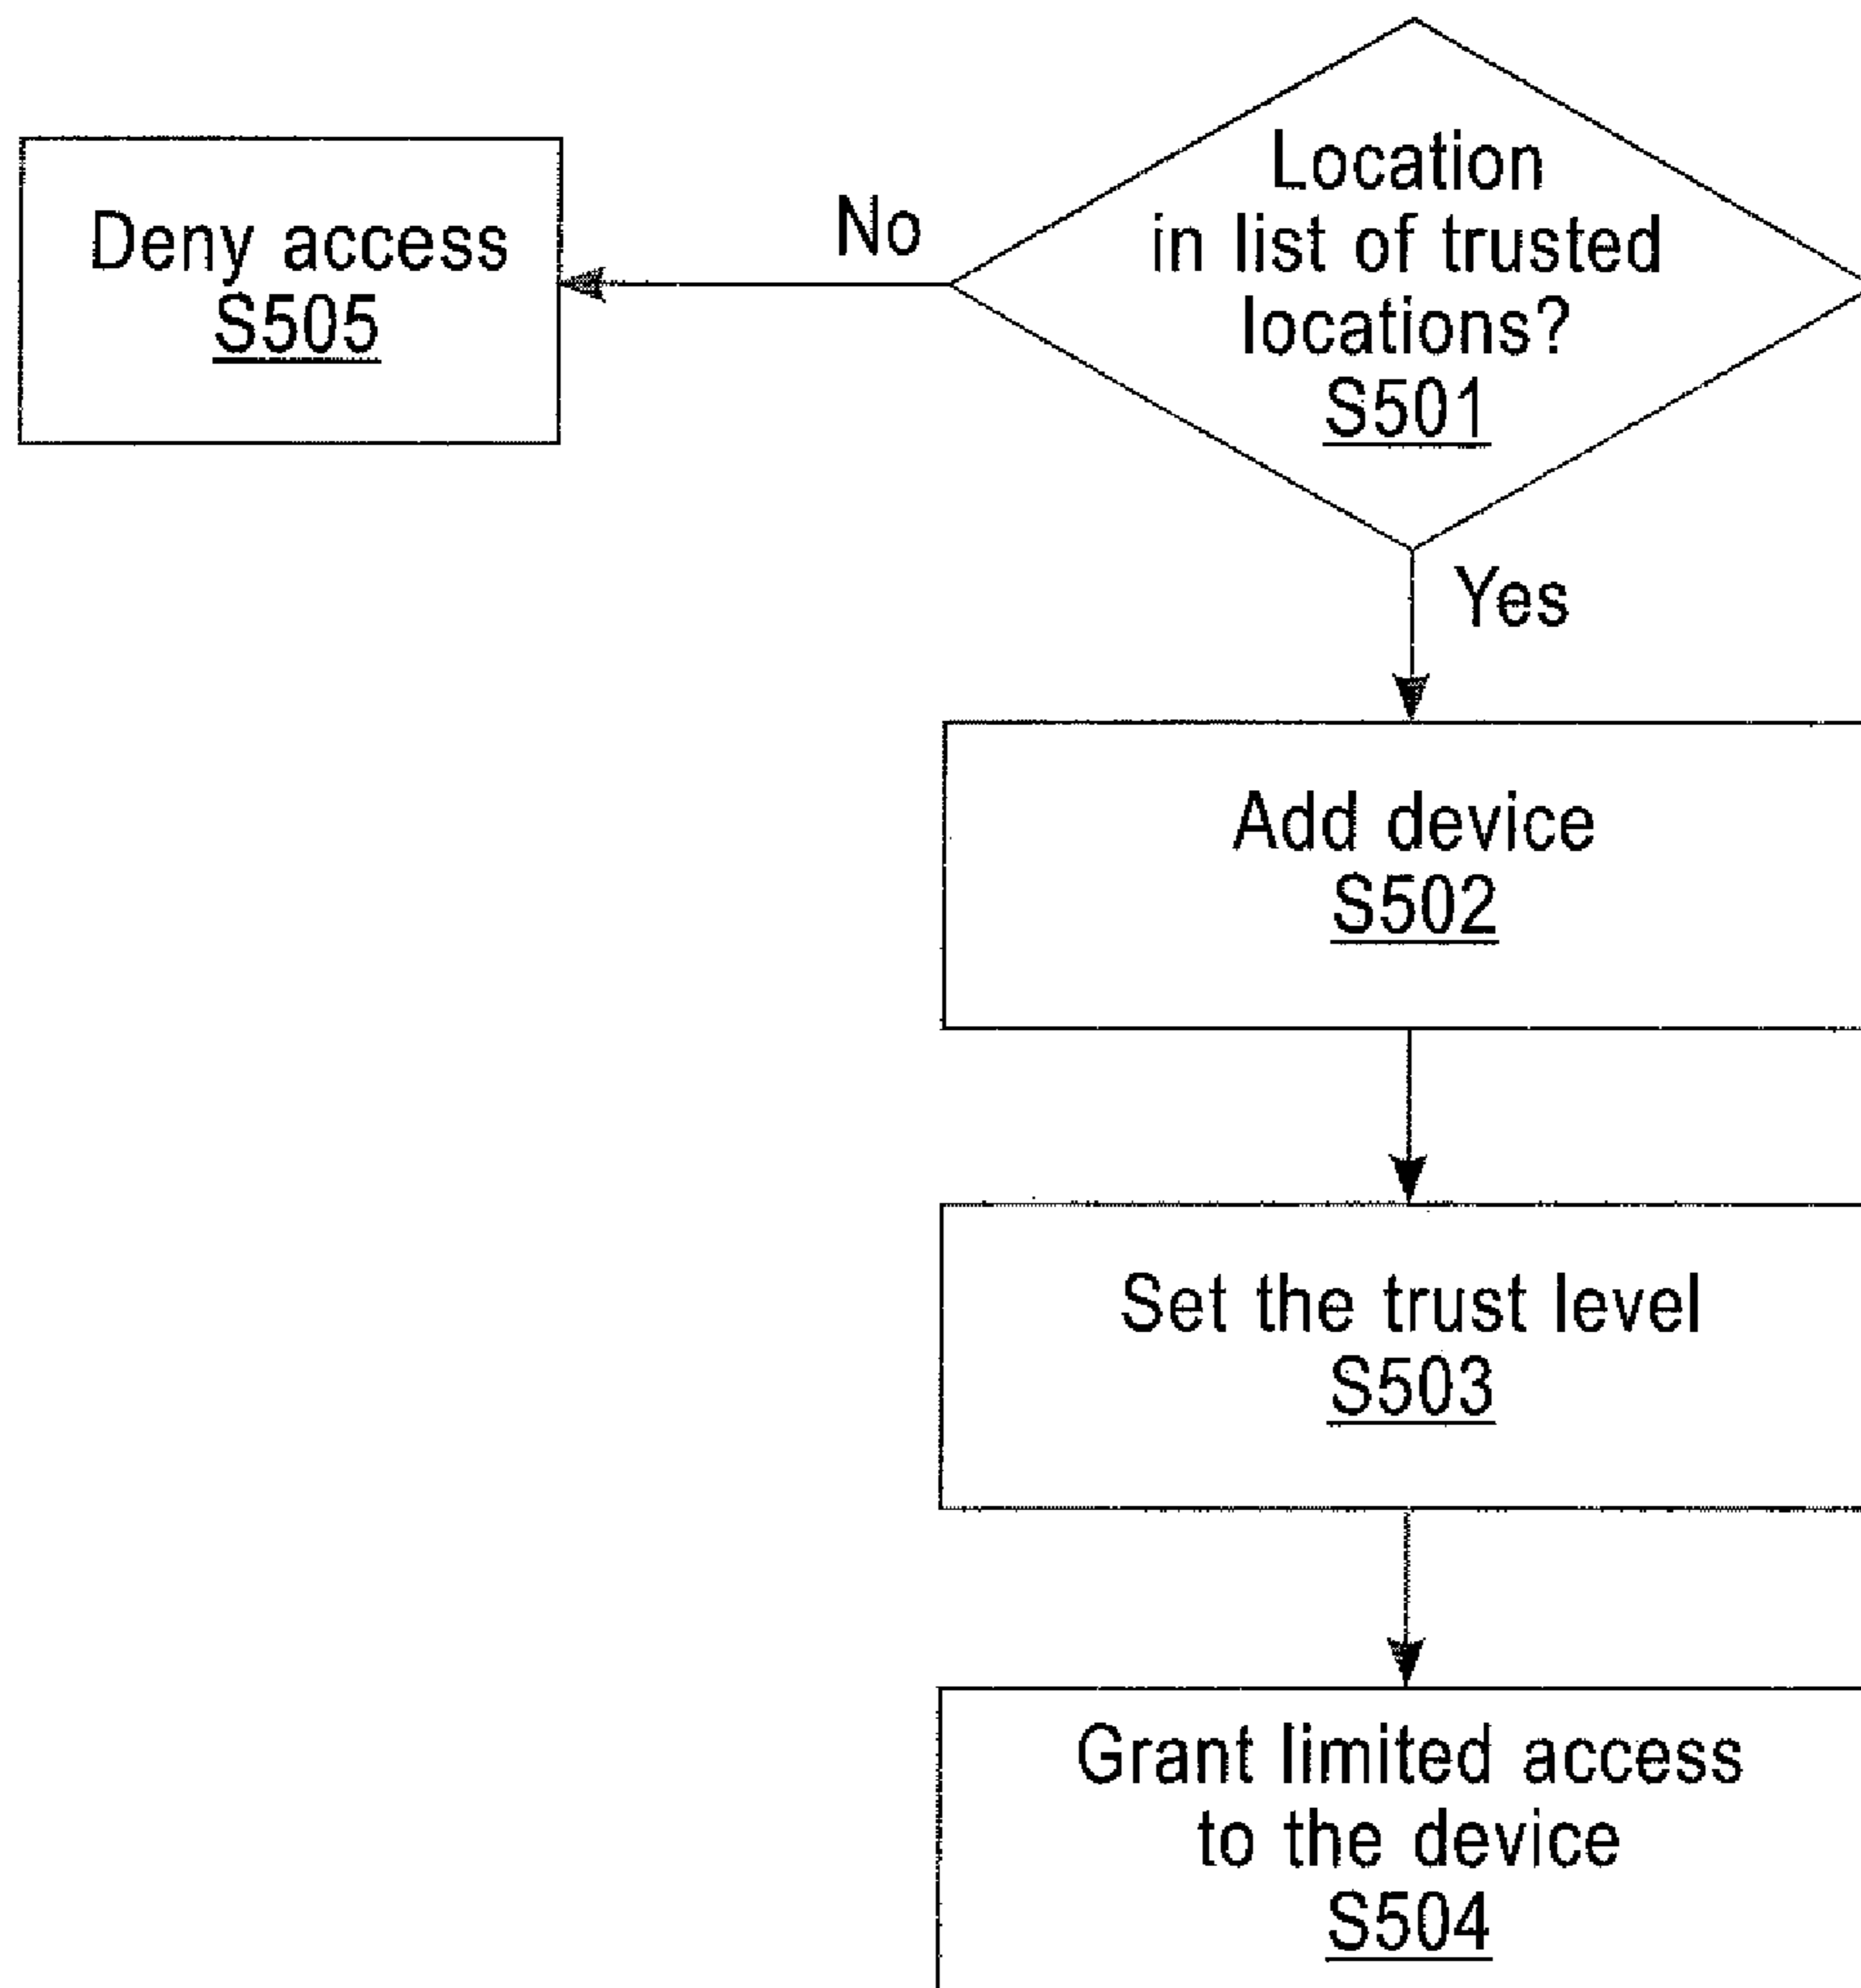 Location
in list of trusted
locations?
S501
No
Deny access
S505
Yes
Add device
S502
Set the trust level
S503
Grant limited access
to the device
S504